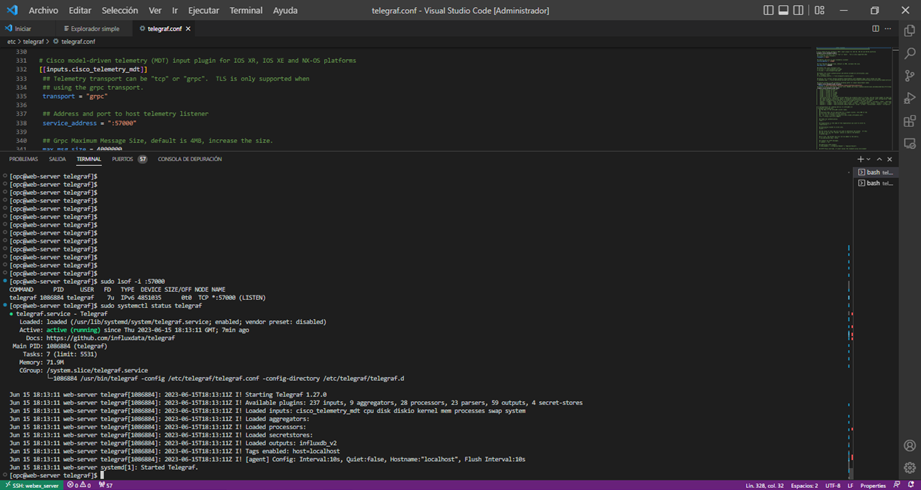 Archivo Editar Selección Ver Ir Ejecutar Terminal Ayuda telegraf.conf - Visual Studio Code [Administrador]
Iniciar Explorador simple telegraf.conf
etc > telegraf > telegraf.conf
330
331 # Cisco model-driven telemetry (MDT) input plugin for IOS XR, IOS XE and NX-OS platforms
332 [[inputs.cisco_telemetry_mdt]]
333 ## Telemetry transport can be "tcp" or "grpc". TLS is only supported when
334 ## using the grpc transport.
335 transport = "grpc"
336
337 ## Address and port to host telemetry listener
338 service_address = ":57000"
339
340 ## Grpc Maximum Message Size, default is 4MB, increase the size.
341 max_msg_size = 4000000
PROBLEMAS SALIDA TERMINAL PUERTOS 57 CONSOLA DE DEPURACIÓN
bash tel...
bash tel...
[opc@web-server telegraf]$
[opc@web-server telegraf]$
[opc@web-server telegraf]$
[opc@web-server telegraf]$
[opc@web-server telegraf]$
[opc@web-server telegraf]$
[opc@web-server telegraf]$
[opc@web-server telegraf]$
[opc@web-server telegraf]$
[opc@web-server telegraf]$
[opc@web-server telegraf]$
[opc@web-server telegraf]$
[opc@web-server telegraf]$
[opc@web-server telegraf]$ sudo lsof -i :57000
COMMAND PID USER FD TYPE DEVICE SIZE/OFF NODE NAME
telegraf 1086884 telegraf 7u IPv6 4851035 0t0 TCP *:57000 (LISTEN)
[opc@web-server telegraf]$ sudo systemctl status telegraf
● telegraf.service - Telegraf
Loaded: loaded (/usr/lib/systemd/system/telegraf.service; enabled; vendor preset: disabled)
Active: active (running) since Thu 2023-06-15 18:13:11 GMT; 7min ago
Docs: https://github.com/influxdata/telegraf
Main PID: 1086884 (telegraf)
Tasks: 7 (limit: 5531)
Memory: 71.9M
CGroup: /system.slice/telegraf.service
└─1086884 /usr/bin/telegraf -config /etc/telegraf/telegraf.conf -config-directory /etc/telegraf/telegraf.d
Jun 15 18:13:11 web-server telegraf[1086884]: 2023-06-15T18:13:11Z I! Starting Telegraf 1.27.0
Jun 15 18:13:11 web-server telegraf[1086884]: 2023-06-15T18:13:11Z I! Available plugins: 237 inputs, 9 aggregators, 28 processors, 23 parsers, 59 outputs, 4 secret-stores
Jun 15 18:13:11 web-server telegraf[1086884]: 2023-06-15T18:13:11Z I! Loaded inputs: cisco_telemetry_mdt cpu disk diskio kernel mem processes swap system
Jun 15 18:13:11 web-server telegraf[1086884]: 2023-06-15T18:13:11Z I! Loaded aggregators:
Jun 15 18:13:11 web-server telegraf[1086884]: 2023-06-15T18:13:11Z I! Loaded processors:
Jun 15 18:13:11 web-server telegraf[1086884]: 2023-06-15T18:13:11Z I! Loaded secretstores:
Jun 15 18:13:11 web-server telegraf[1086884]: 2023-06-15T18:13:11Z I! Loaded outputs: influxdb_v2
Jun 15 18:13:11 web-server telegraf[1086884]: 2023-06-15T18:13:11Z I! Tags enabled: host=localhost
Jun 15 18:13:11 web-server telegraf[1086884]: 2023-06-15T18:13:11Z I! [agent] Config: Interval:10s, Quiet:false, Hostname:"localhost", Flush Interval:10s
Jun 15 18:13:11 web-server systemd[1]: Started Telegraf.
[opc@web-server telegraf]$
SSH: webex_server 0 0 57 Lín. 328, col. 32 Espacios: 2 UTF-8 LF Properties